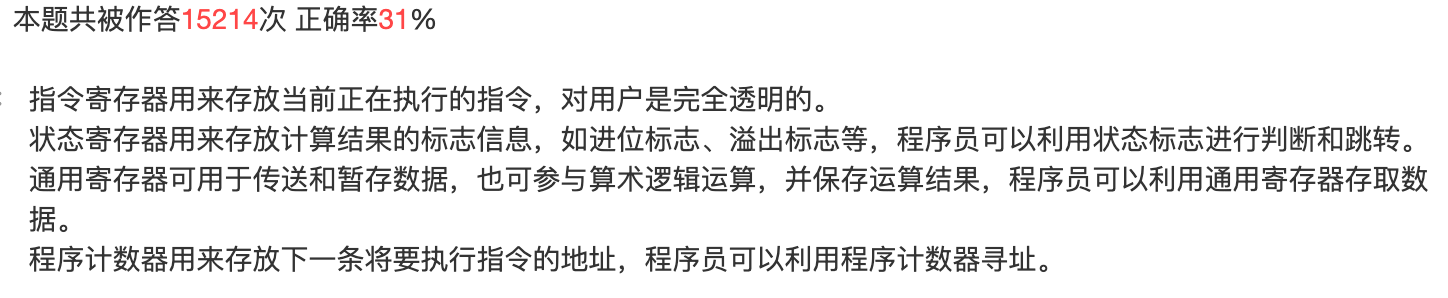 本题共被作答15214次 正确率31%
指令寄存器用来存放当前正在执行的指令，对用户是完全透明的。
状态寄存器用来存放计算结果的标志信息，如进位标志、溢出标志等，程序员可以利用状态标志进行判断和跳转。
通用寄存器可用于传送和暂存数据，也可参与算术逻辑运算，并保存运算结果，程序员可以利用通用寄存器存取数
据。
程序计数器用来存放下一条将要执行指令的地址，程序员可以利用程序计数器寻址。